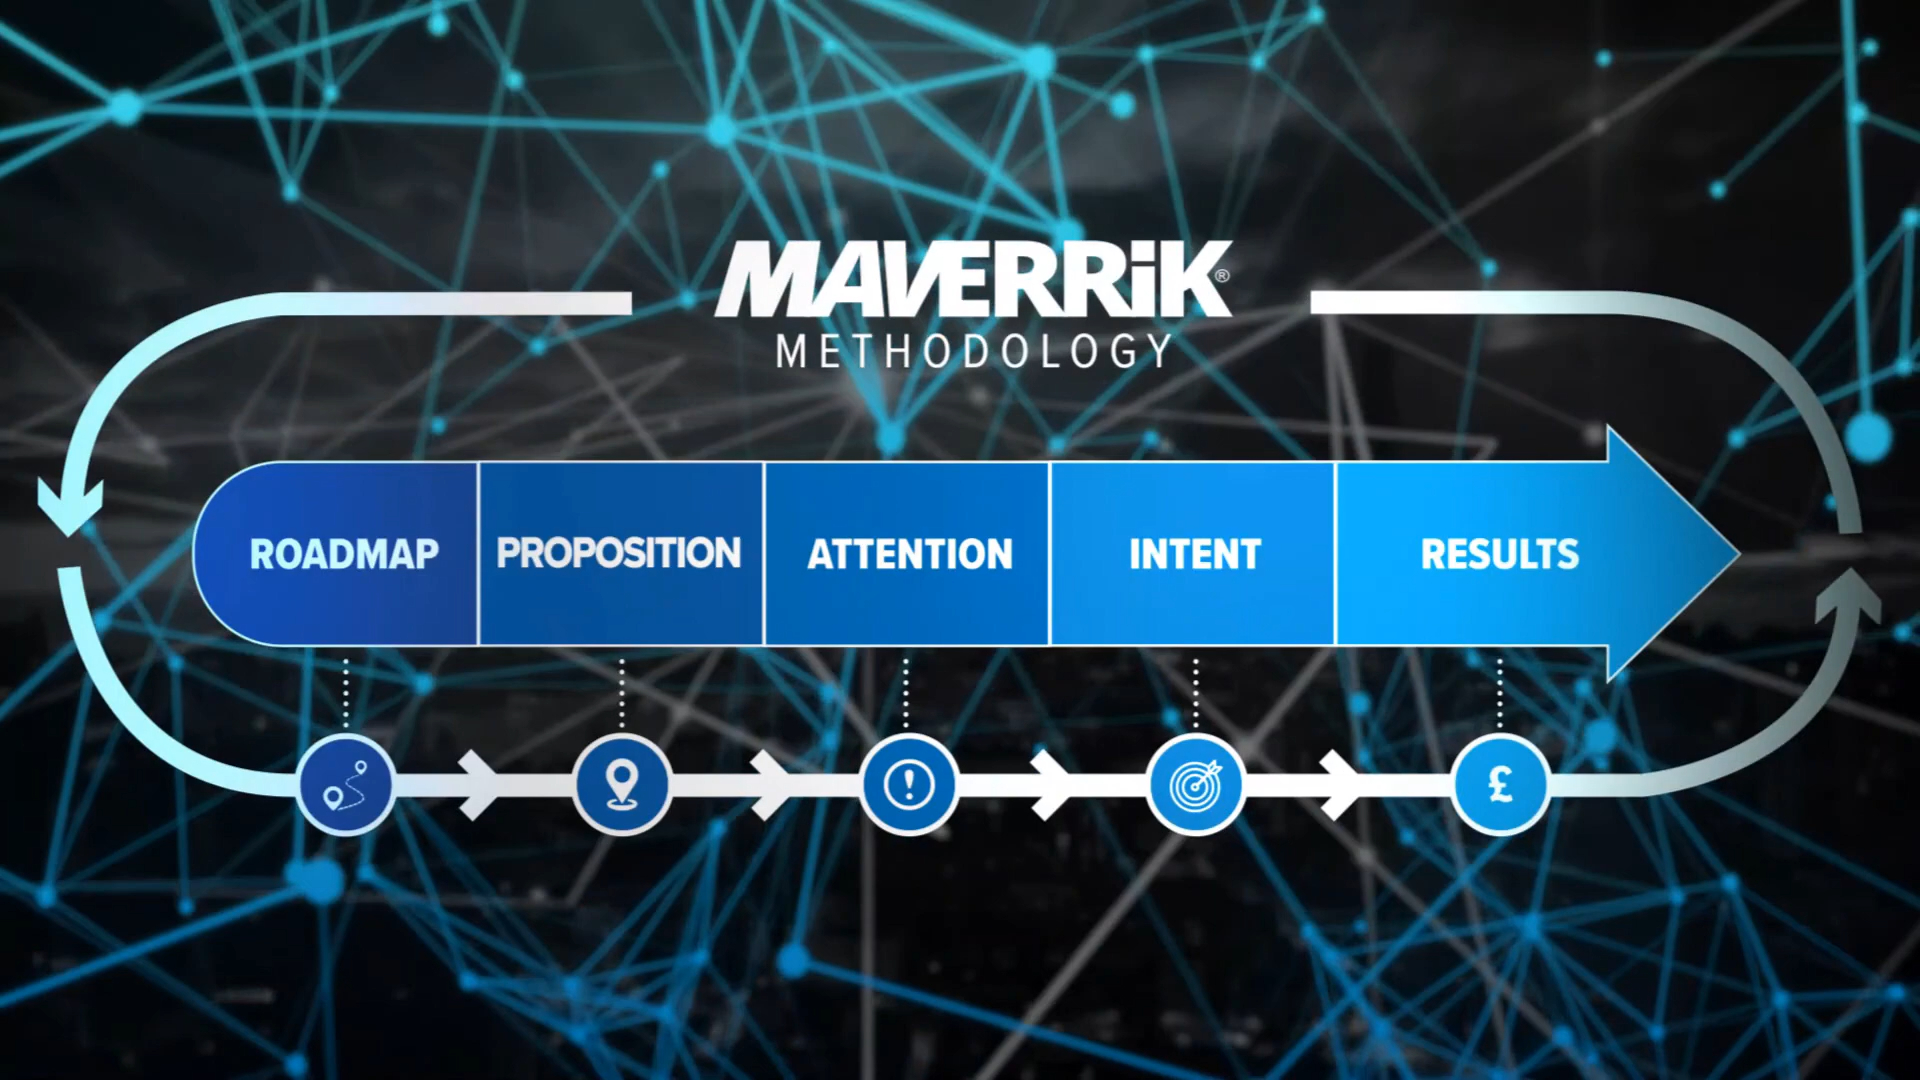 MAVERRiK®
METHODOLOGY
ROADMAP
PROPOSITION
ATTENTION
INTENT
RESULTS
!
£